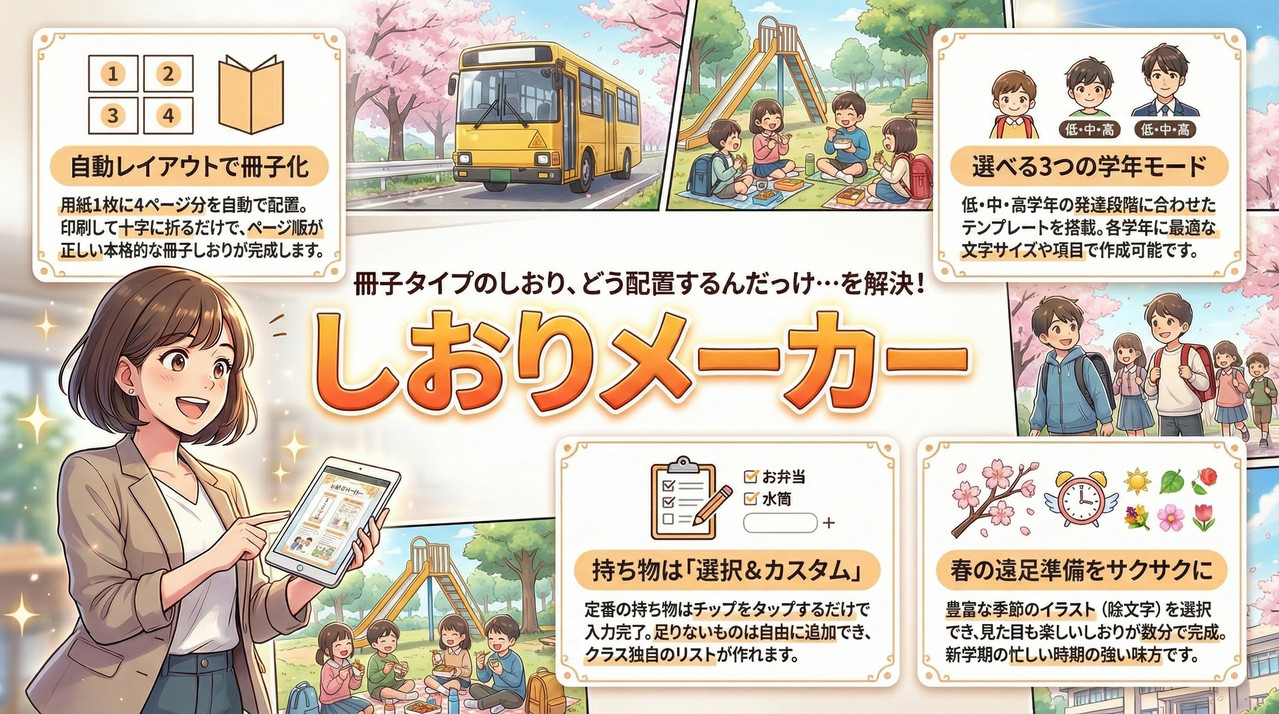 1 2
3 4
自動レイアウトで冊子化
用紙1枚に4ページ分を自動で配置。
印刷して十字に折るだけで、ページ順が
正しい本格的な冊子しおりが完成します。
低・中・高 低・中・高
選べる3つの学年モード
低・中・高学年の発達段階に合わせた
テンプレートを搭載。各学年に最適な
文字サイズや項目で作成可能です。
冊子タイプのしおり、どう配置するんだっけ…を解決！
しおりメーカー
お弁当
水筒
+
持ち物は「選択＆カスタム」
定番の持ち物はチップをタップするだけで
入力完了。足りないものは自由に追加でき、
クラス独自のリストが作れます。
春の遠足準備をサクサクに
豊富な季節のイラスト（除文字）を選択
でき、見た目も楽しいしおりが数分で完成。
新学期の忙しい時期の強い味方です。